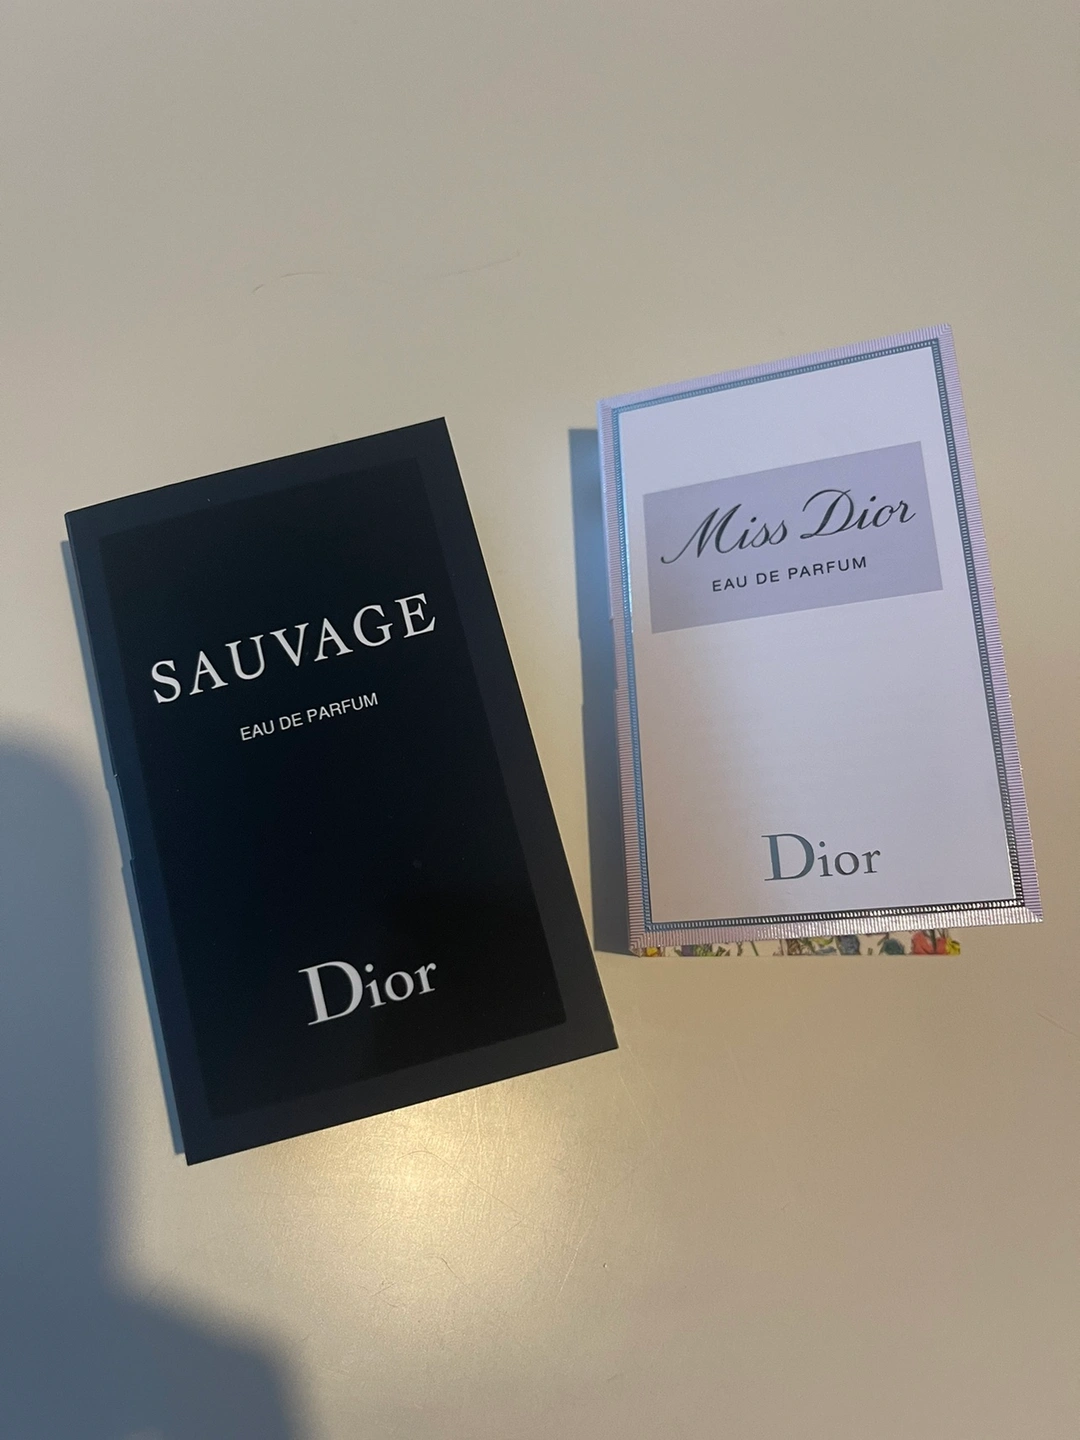 SAUVAGE
EAU DE PARFUM
Dior
Miss Dior
EAU DE PARFUM
Dior